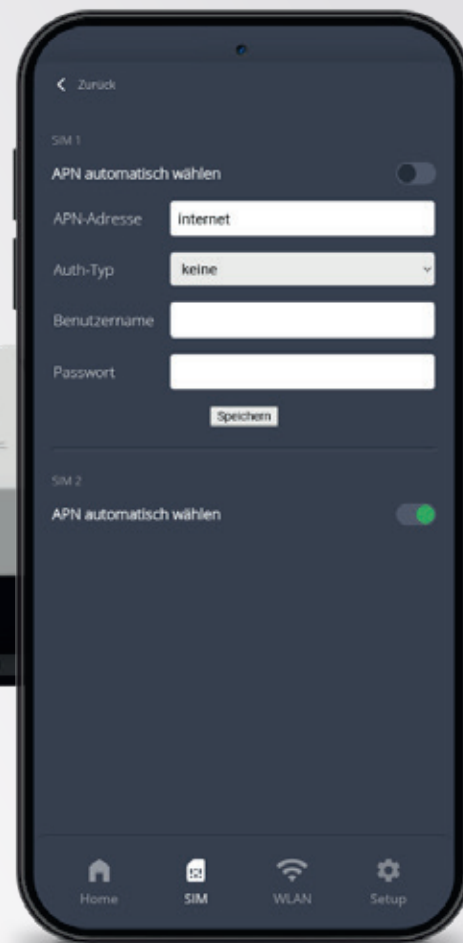 Zurück
SIM 1
APN automatisch wählen
APN-Adresse internet
Auth-Typ keine
Benutzername
Passwort
Speichern
SIM 2
APN automatisch wählen
Home SIM WLAN Setup